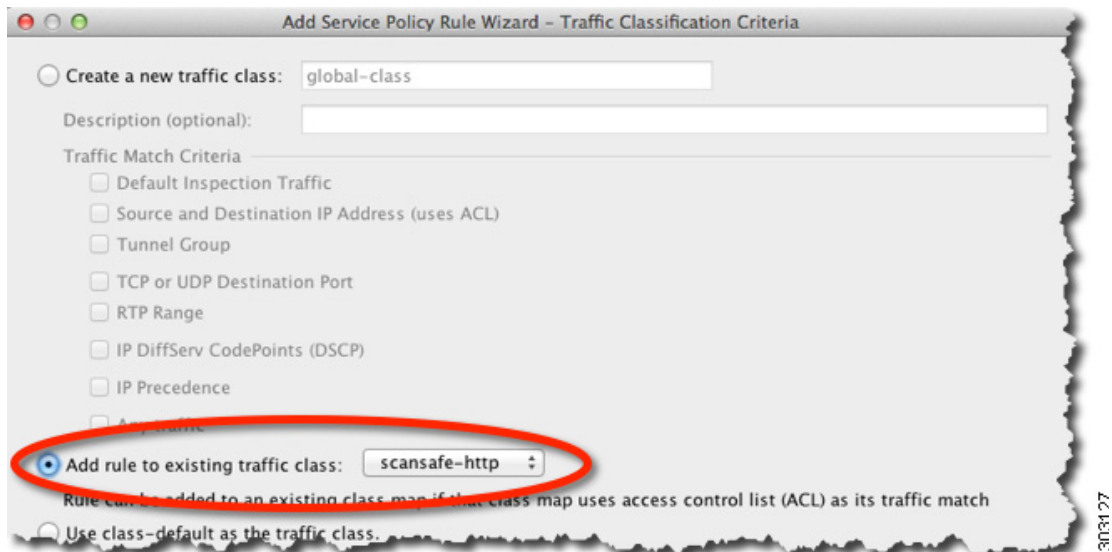 Add Service Policy Rule Wizard – Traffic Classification Criteria
Create a new traffic class: global-class
Description (optional):
Traffic Match Criteria
Default Inspection Traffic
Source and Destination IP Address (uses ACL)
Tunnel Group
TCP or UDP Destination Port
RTP Range
IP DiffServ CodePoints (DSCP)
IP Precedence
Any traffic
Add rule to existing traffic class: scansafe-http
Rule can be added to an existing class map if that class map uses access control list (ACL) as its traffic match
Use class-default as the traffic class.
303127